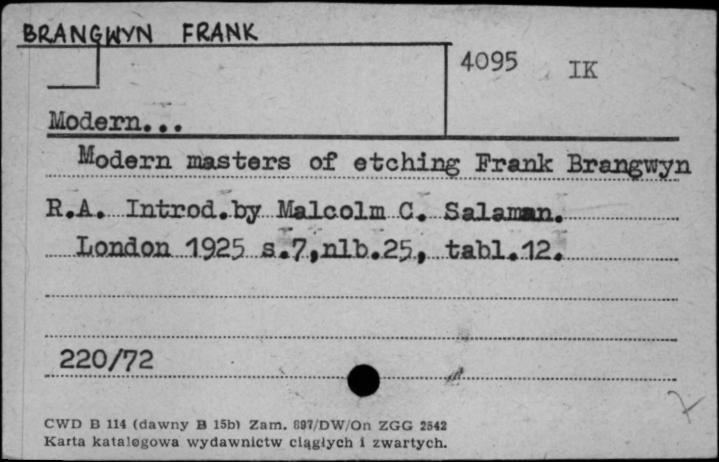 BRANGWYN FRANK
4095 IK
Modern...
Modern masters of etching Frank Brangwyn
R.A. Introd.by Malcolm C. Salaman.
London 1925 s.7,nlb.25, tabl.12.
220/72
CWD B 114 (dawny B 15b) Zam. 897/DW/On ZGG 2542
Karta katalogowa wydawnictw ciągłych i zwartych.